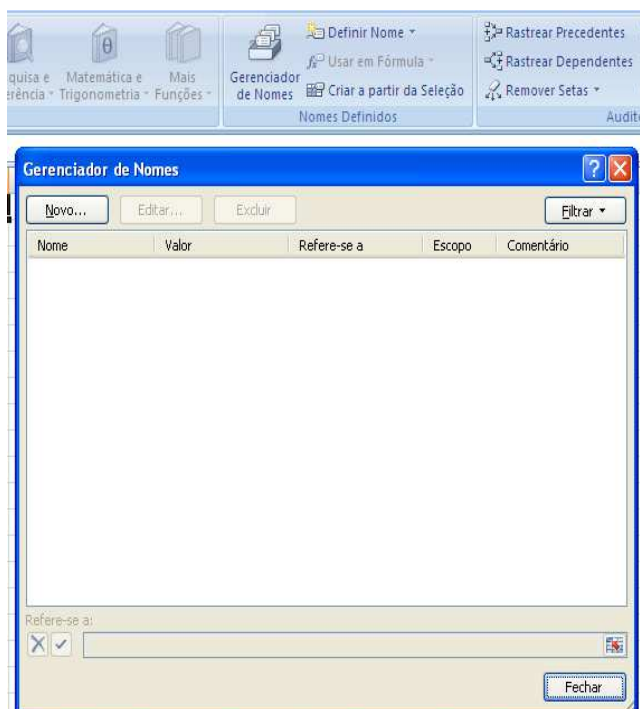 Definir Nome
Rastrear Precedentes
Usar em Fórmula
Rastrear Dependentes
quisa e Matemática e Mais Gerenciador
erência Trigonometria Funções de Nomes
Criar a partir da Seleção
Remover Setas
Nomes Definidos
Audito
Gerenciador de Nomes
Novo... Editar... Excluir Filtrar
Nome Valor Refere-se a Escopo Comentário
Refere-se a:
Fechar